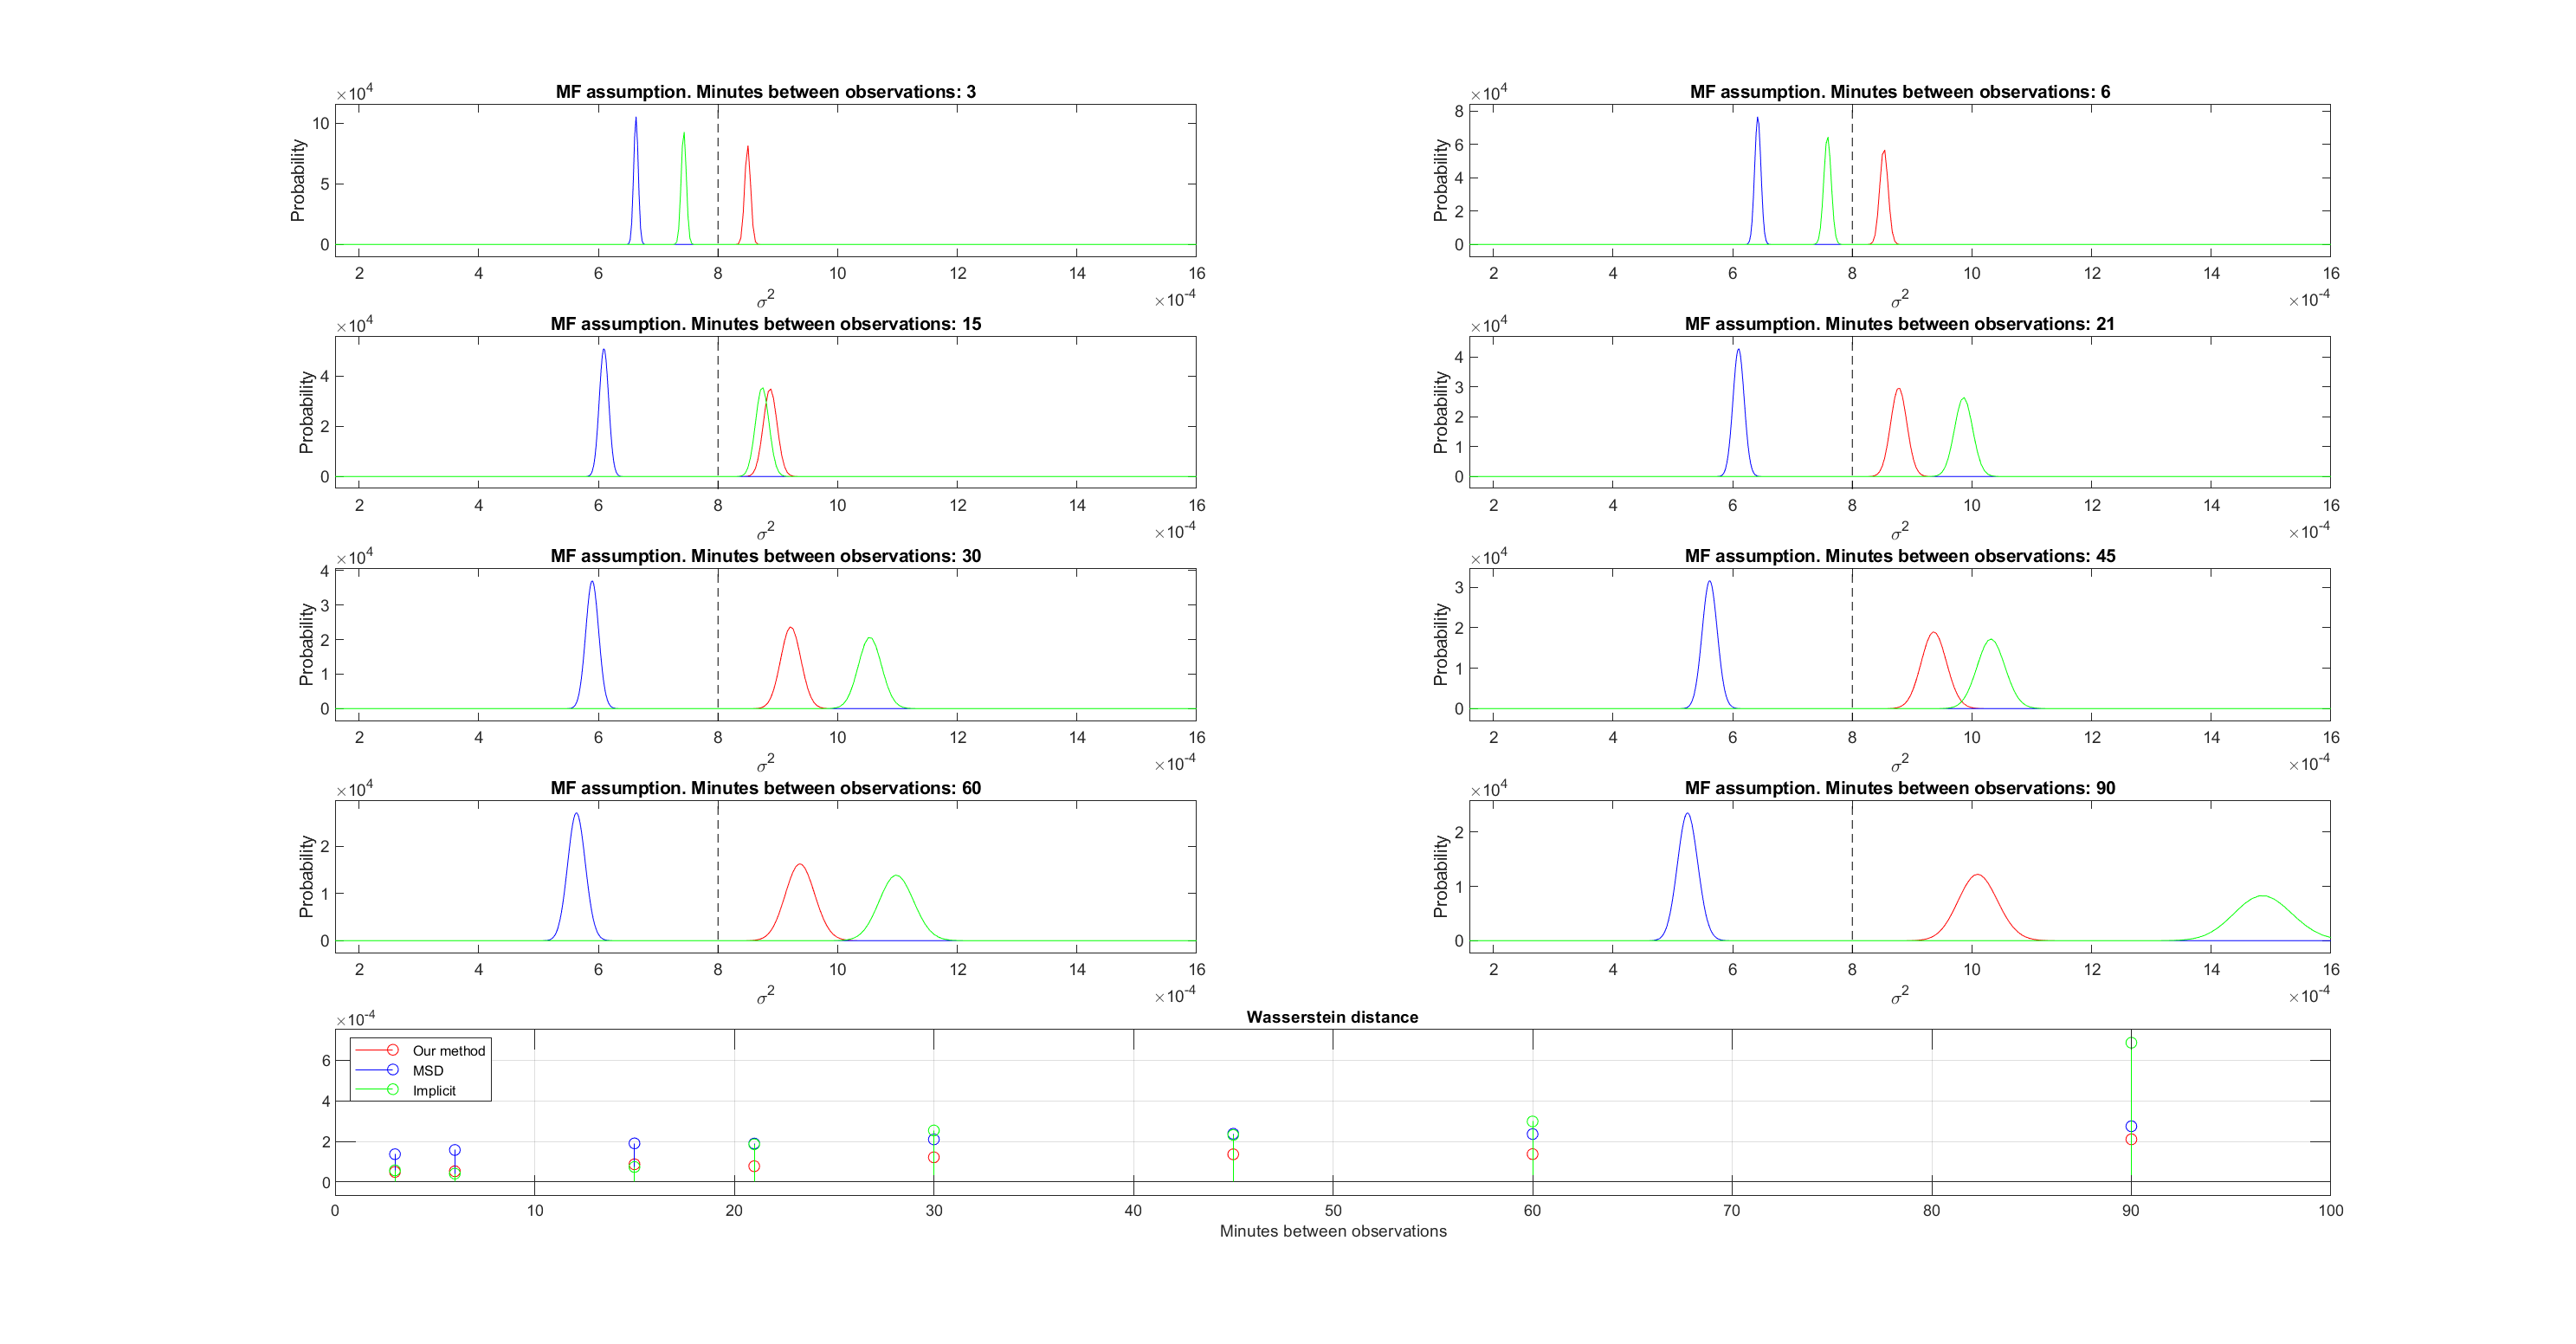 MF assumption. Minutes between observations: 3
×10^4
Probability
10
5
0
2 4 6 8 10 12 14 16
σ^2
×10^-4
MF assumption. Minutes between observations: 6
×10^4
Probability
8
6
4
2
0
2 4 6 8 10 12 14 16
σ^2
×10^-4
MF assumption. Minutes between observations: 15
×10^4
Probability
4
2
0
2 4 6 8 10 12 14 16
σ^2
×10^-4
MF assumption. Minutes between observations: 21
×10^4
Probability
4
3
2
1
0
2 4 6 8 10 12 14 16
σ^2
×10^-4
MF assumption. Minutes between observations: 30
×10^4
Probability
4
3
2
1
0
2 4 6 8 10 12 14 16
σ^2
×10^-4
MF assumption. Minutes between observations: 45
×10^4
Probability
3
2
1
0
2 4 6 8 10 12 14 16
σ^2
×10^-4
MF assumption. Minutes between observations: 60
×10^4
Probability
2
1
0
2 4 6 8 10 12 14 16
σ^2
×10^-4
MF assumption. Minutes between observations: 90
×10^4
Probability
2
1
0
2 4 6 8 10 12 14 16
σ^2
×10^-4
Wasserstein distance
×10^-4
Our method
MSD
Implicit
6
4
2
0
0 10 20 30 40 50 60 70 80 90 100
Minutes between observations